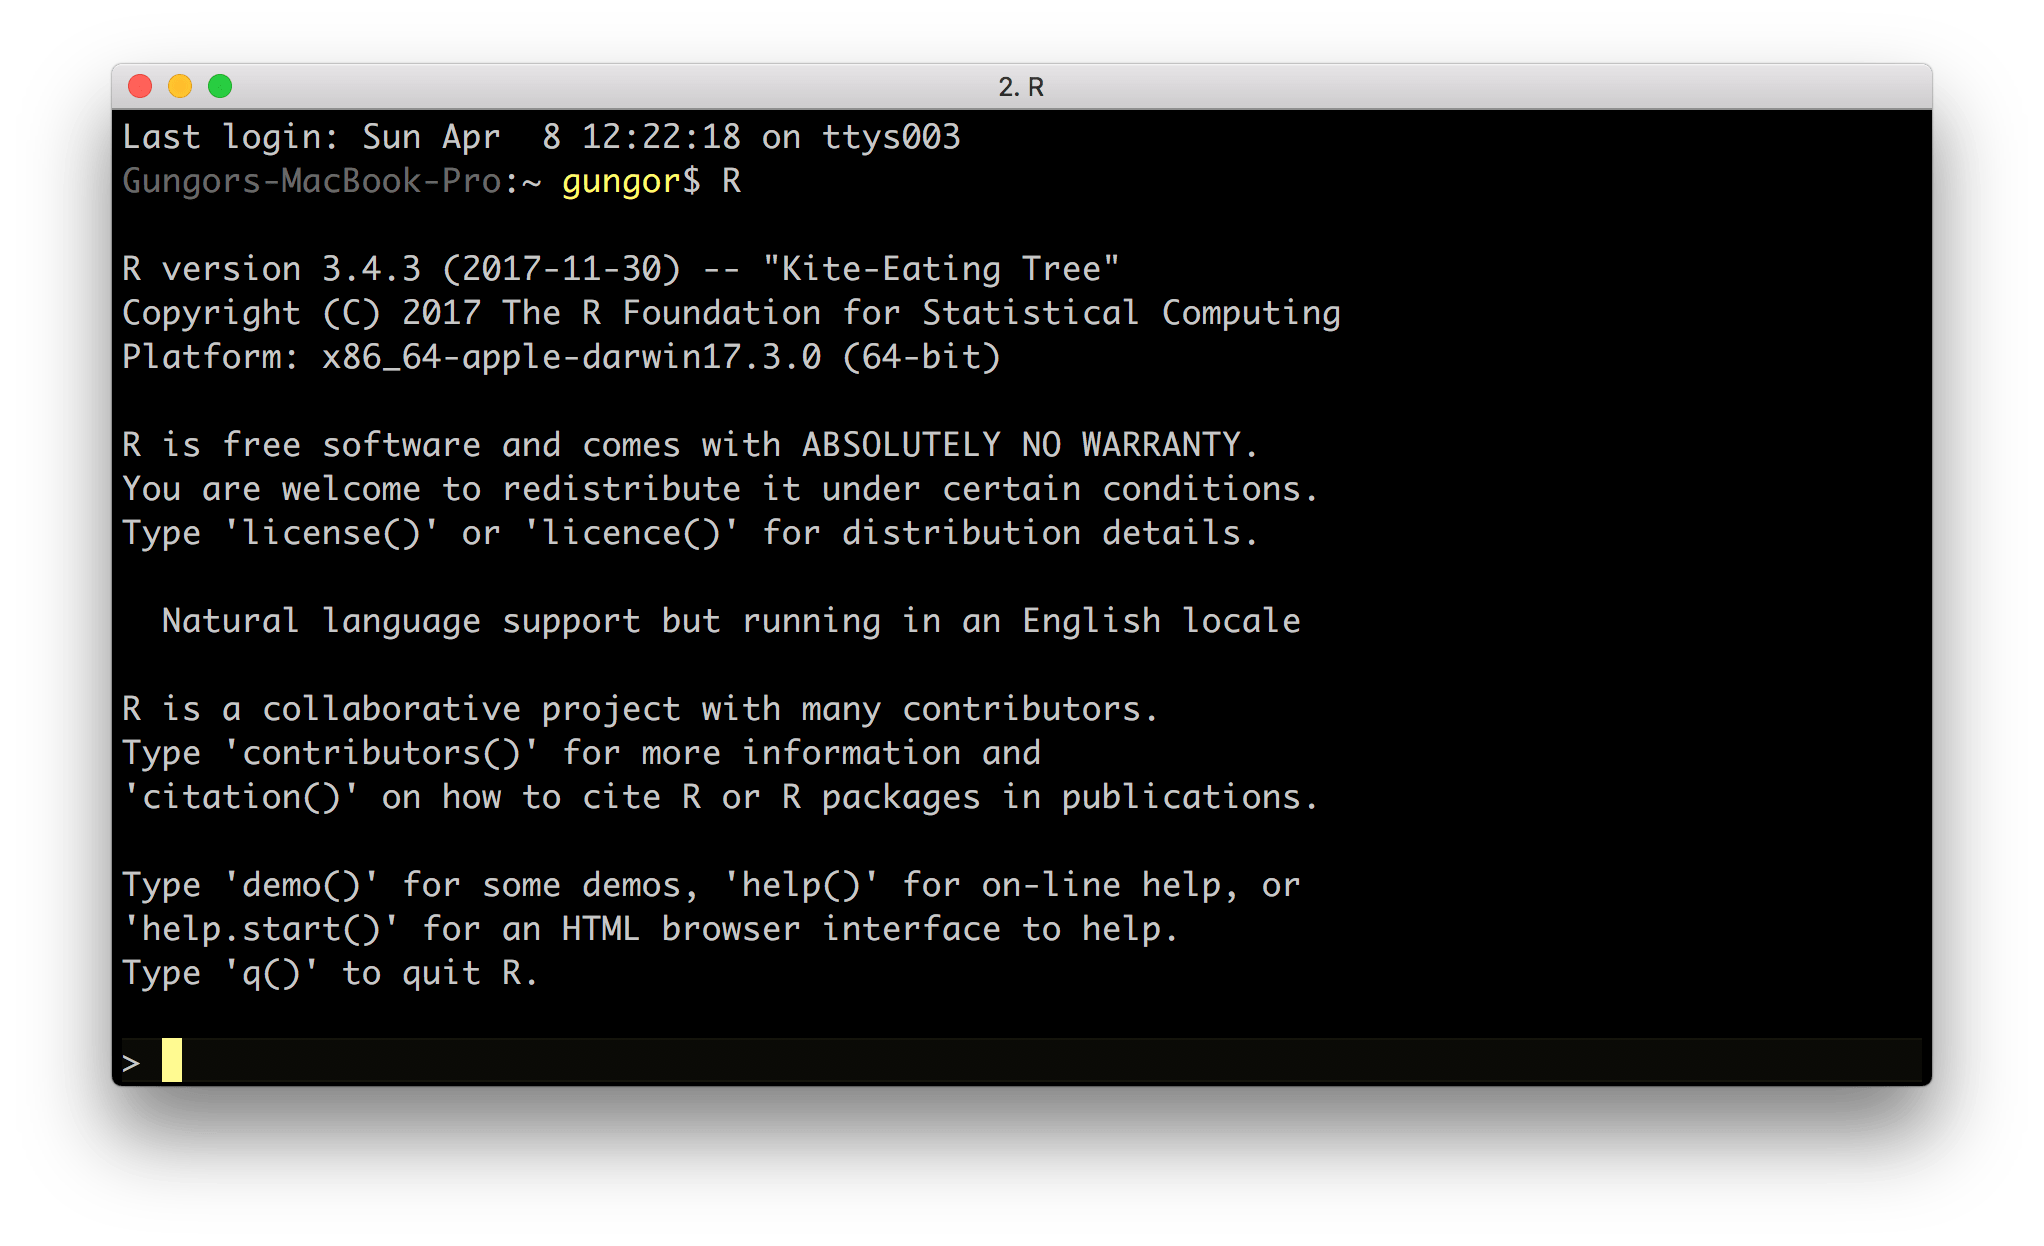 2. R
Last login: Sun Apr  8 12:22:18 on ttys003
Gungors-MacBook-Pro:~ gungor$ R

R version 3.4.3 (2017-11-30) -- "Kite-Eating Tree"
Copyright (C) 2017 The R Foundation for Statistical Computing
Platform: x86_64-apple-darwin17.3.0 (64-bit)

R is free software and comes with ABSOLUTELY NO WARRANTY.
You are welcome to redistribute it under certain conditions.
Type 'license()' or 'licence()' for distribution details.

  Natural language support but running in an English locale

R is a collaborative project with many contributors.
Type 'contributors()' for more information and
'citation()' on how to cite R or R packages in publications.

Type 'demo()' for some demos, 'help()' for on-line help, or
'help.start()' for an HTML browser interface to help.
Type 'q()' to quit R.

>